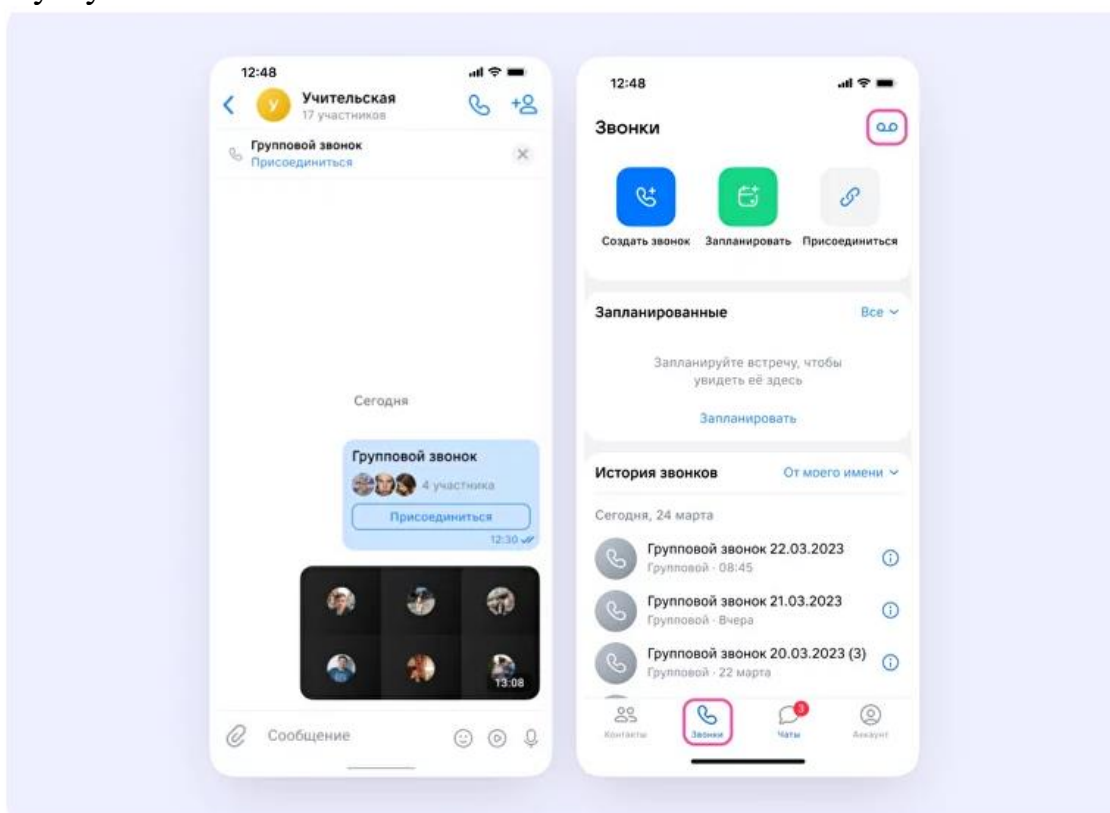 12:48
У
Учительская
17 участников
Групповой звонок
Присоединиться
Сегодня
Групповой звонок
4 участника
Присоединиться
12:30
13:08
Сообщение
12:48
Звонки
Создать звонок Запланировать Присоединиться
Запланированные Все
Запланируйте встречу, чтобы
увидеть её здесь
Запланировать
История звонков От моего имени
Сегодня, 24 марта
Групповой звонок 22.03.2023
Групповой · 08:45
Групповой звонок 21.03.2023
Групповой · Вчера
Групповой звонок 20.03.2023 (3)
Групповой · 22 марта
3
Контакты Звонки Чаты Аккаунт